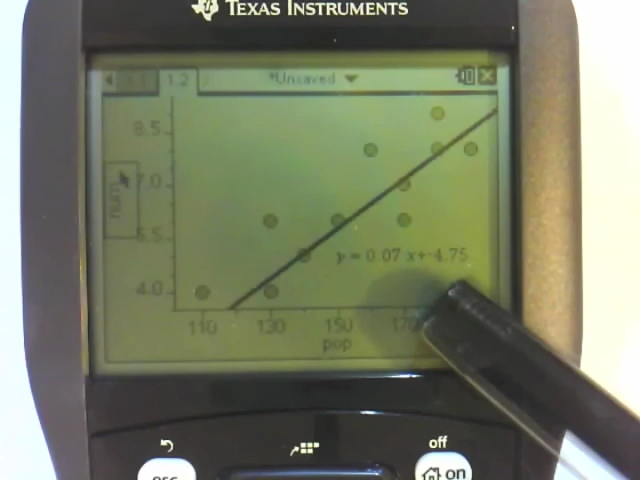 TEXAS INSTRUMENTS
1.2 *Unsaved
8.5
7.0
num
5.5
y = 0.07 x+-4.75
4.0
110 130 150 170
pop
off
esc on